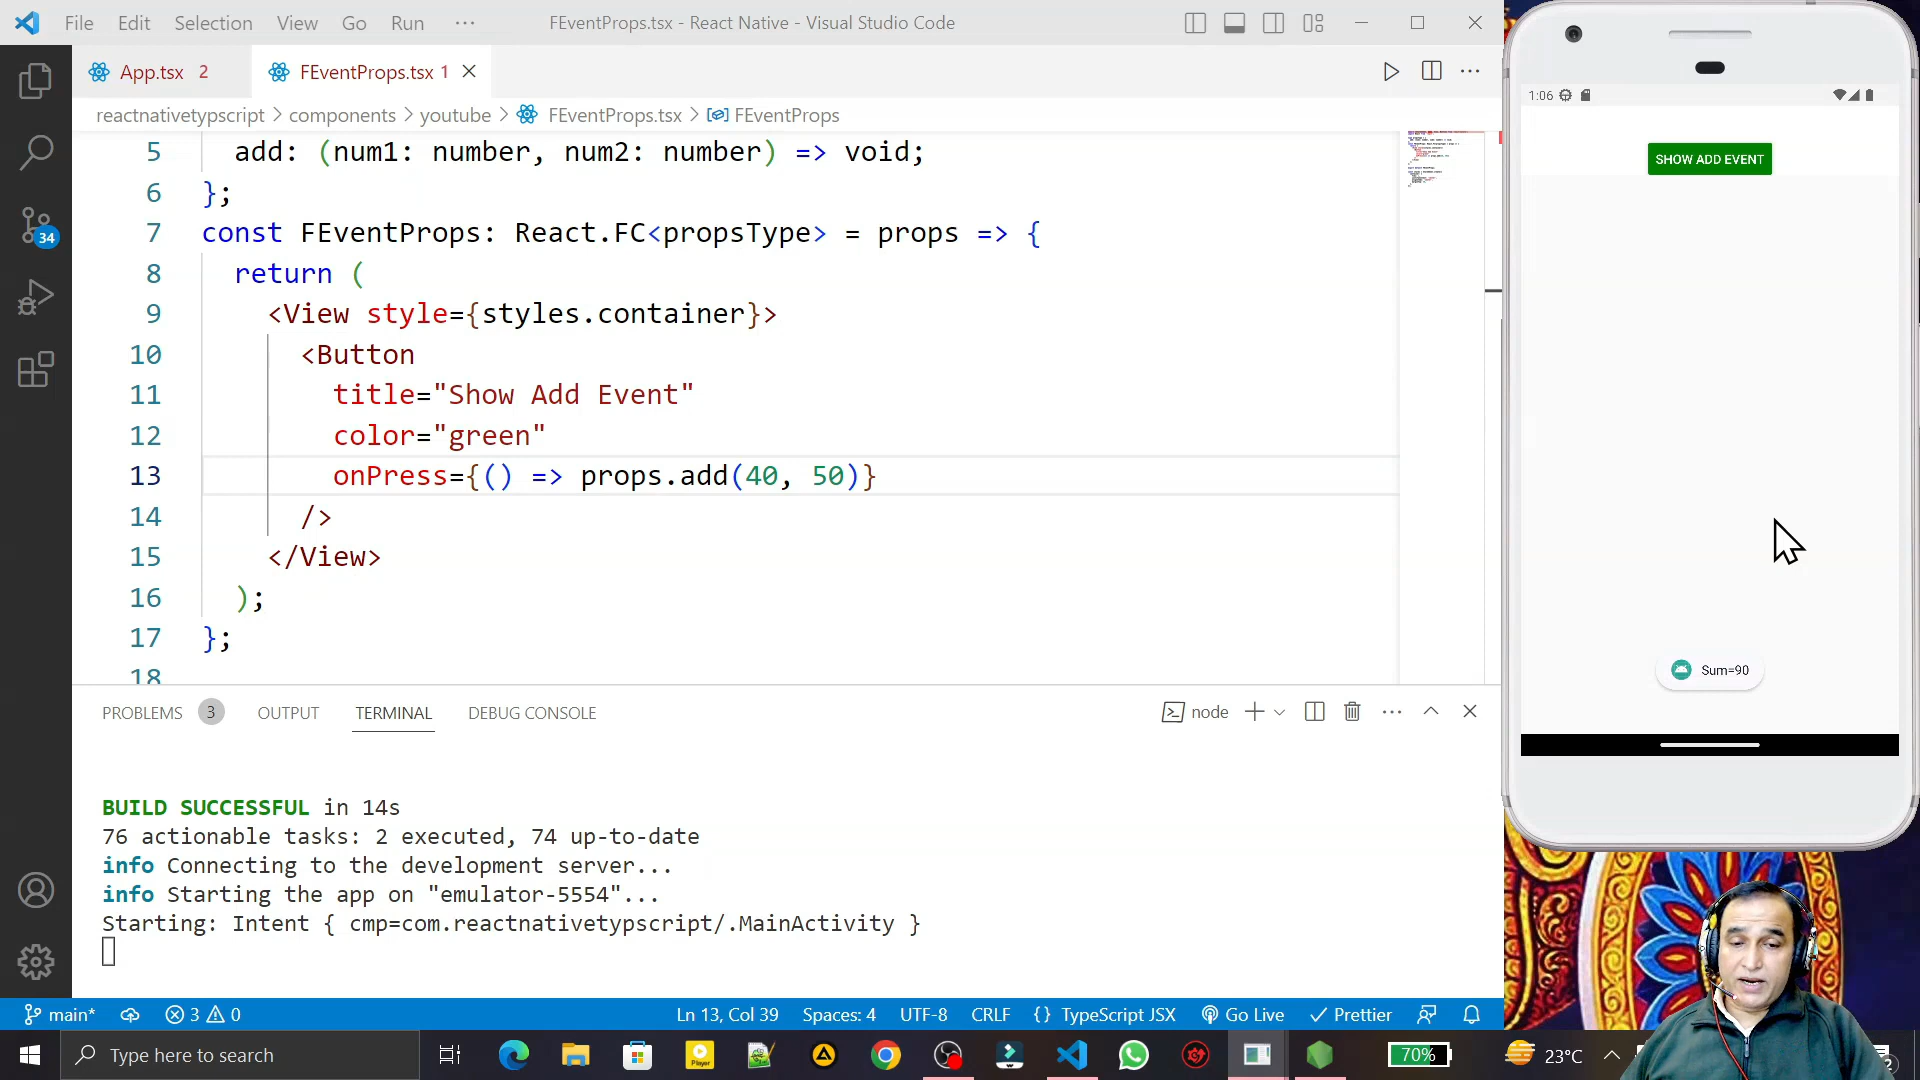 File Edit Selection View Go Run ··· FEventProps.tsx - React Native - Visual Studio Code
App.tsx 2 FEventProps.tsx 1
reactnativetypscript > components > youtube > FEventProps.tsx > FEventProps
5 add: (num1: number, num2: number) => void;
6 };
7 const FEventProps: React.FC<propsType> = props => {
8 return (
9 <View style={styles.container}>
10 <Button
11 title="Show Add Event"
12 color="green"
13 onPress={() => props.add(40, 50)}
14 />
15 </View>
16 );
17 };
18
34
PROBLEMS 3 OUTPUT TERMINAL DEBUG CONSOLE node
BUILD SUCCESSFUL in 14s
76 actionable tasks: 2 executed, 74 up-to-date
info Connecting to the development server...
info Starting the app on "emulator-5554"...
Starting: Intent { cmp=com.reactnativetypscript/.MainActivity }
main* 3 0 Ln 13, Col 39 Spaces: 4 UTF-8 CRLF {} TypeScript JSX Go Live Prettier
Type here to search 70% 23°C
1:06
SHOW ADD EVENT
Sum=90